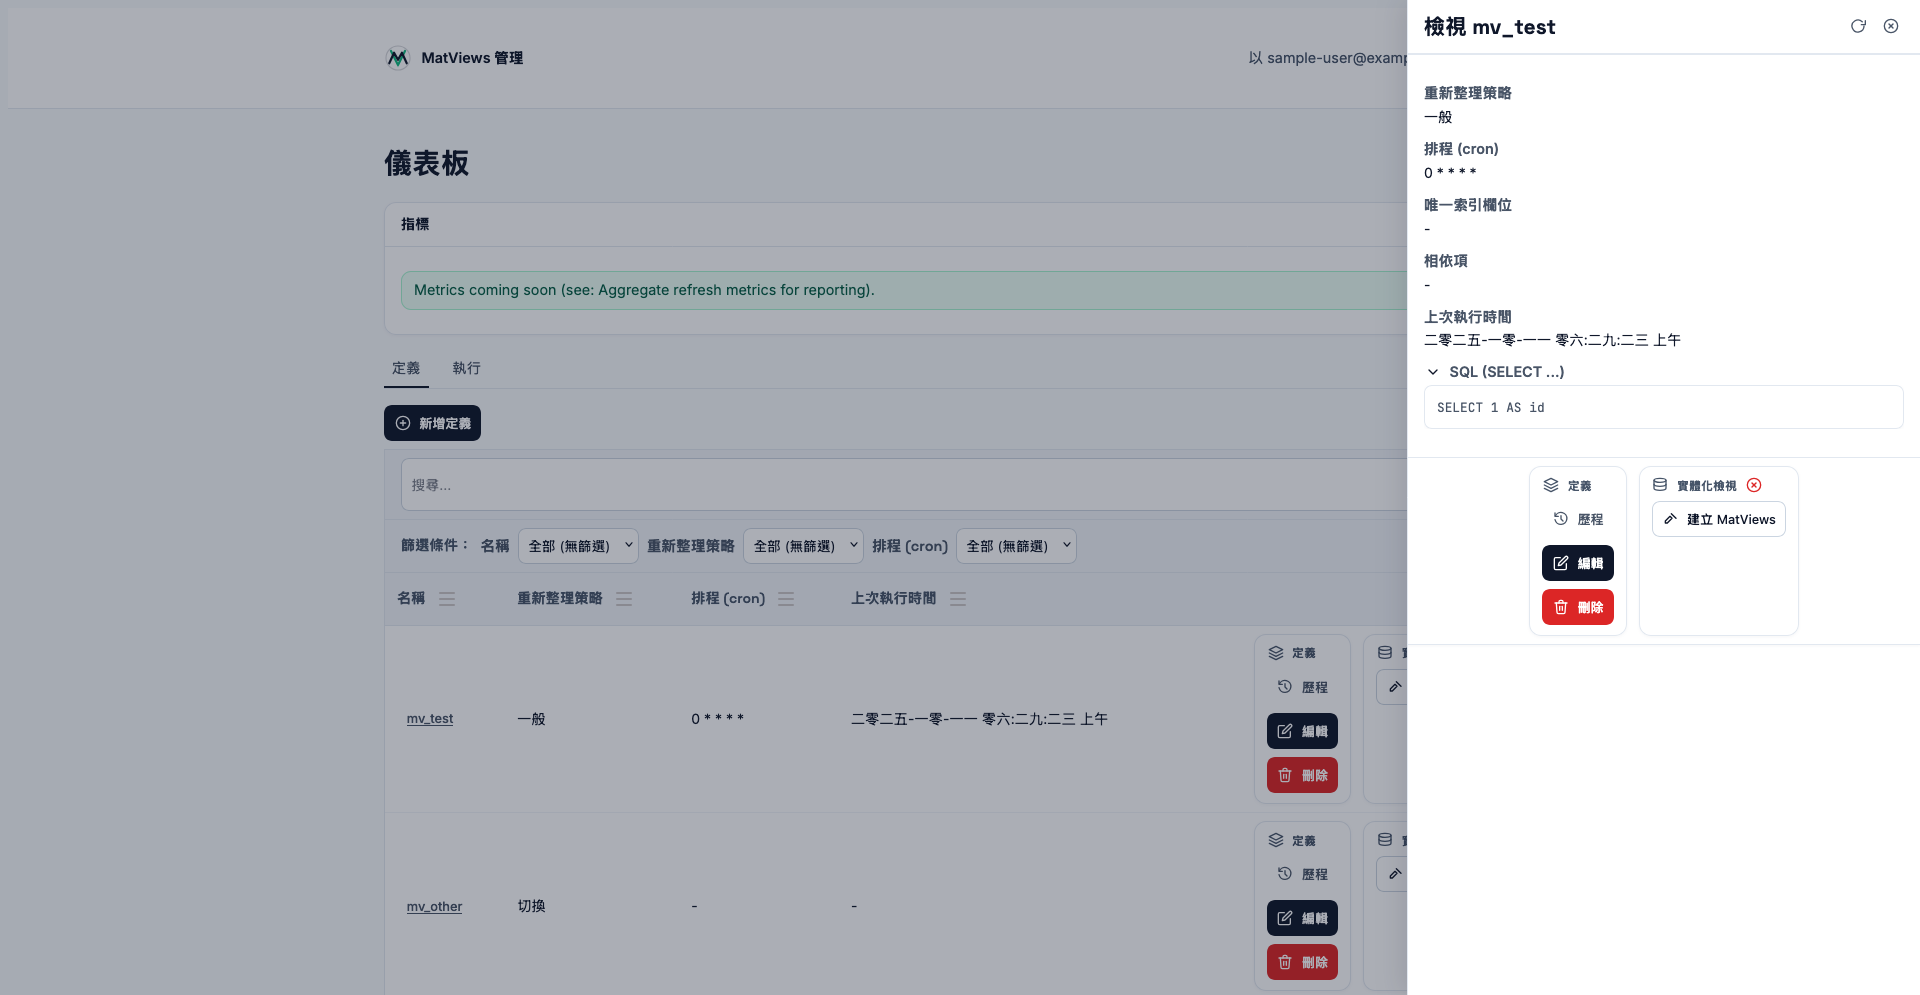 MatViews 管理
以 sample-user@examp
儀表板
指標
Metrics coming soon (see: Aggregate refresh metrics for reporting).
定義
執行
新增定義
搜尋...
篩選條件： 名稱 全部 (無篩選) 重新整理策略 全部 (無篩選) 排程 (cron) 全部 (無篩選)
名稱 重新整理策略 排程 (cron) 上次執行時間
mv_test 一般 0 * * * * 二零二五-一零-一一 零六:二九:二三 上午
定義
歷程
編輯
刪除
mv_other 切換 - -
定義
歷程
編輯
刪除
檢視 mv_test
重新整理策略
一般
排程 (cron)
0 * * * *
唯一索引欄位
-
相依項
-
上次執行時間
二零二五-一零-一一 零六:二九:二三 上午
SQL (SELECT ...)
SELECT 1 AS id
定義
歷程
編輯
刪除
實體化檢視
建立 MatViews